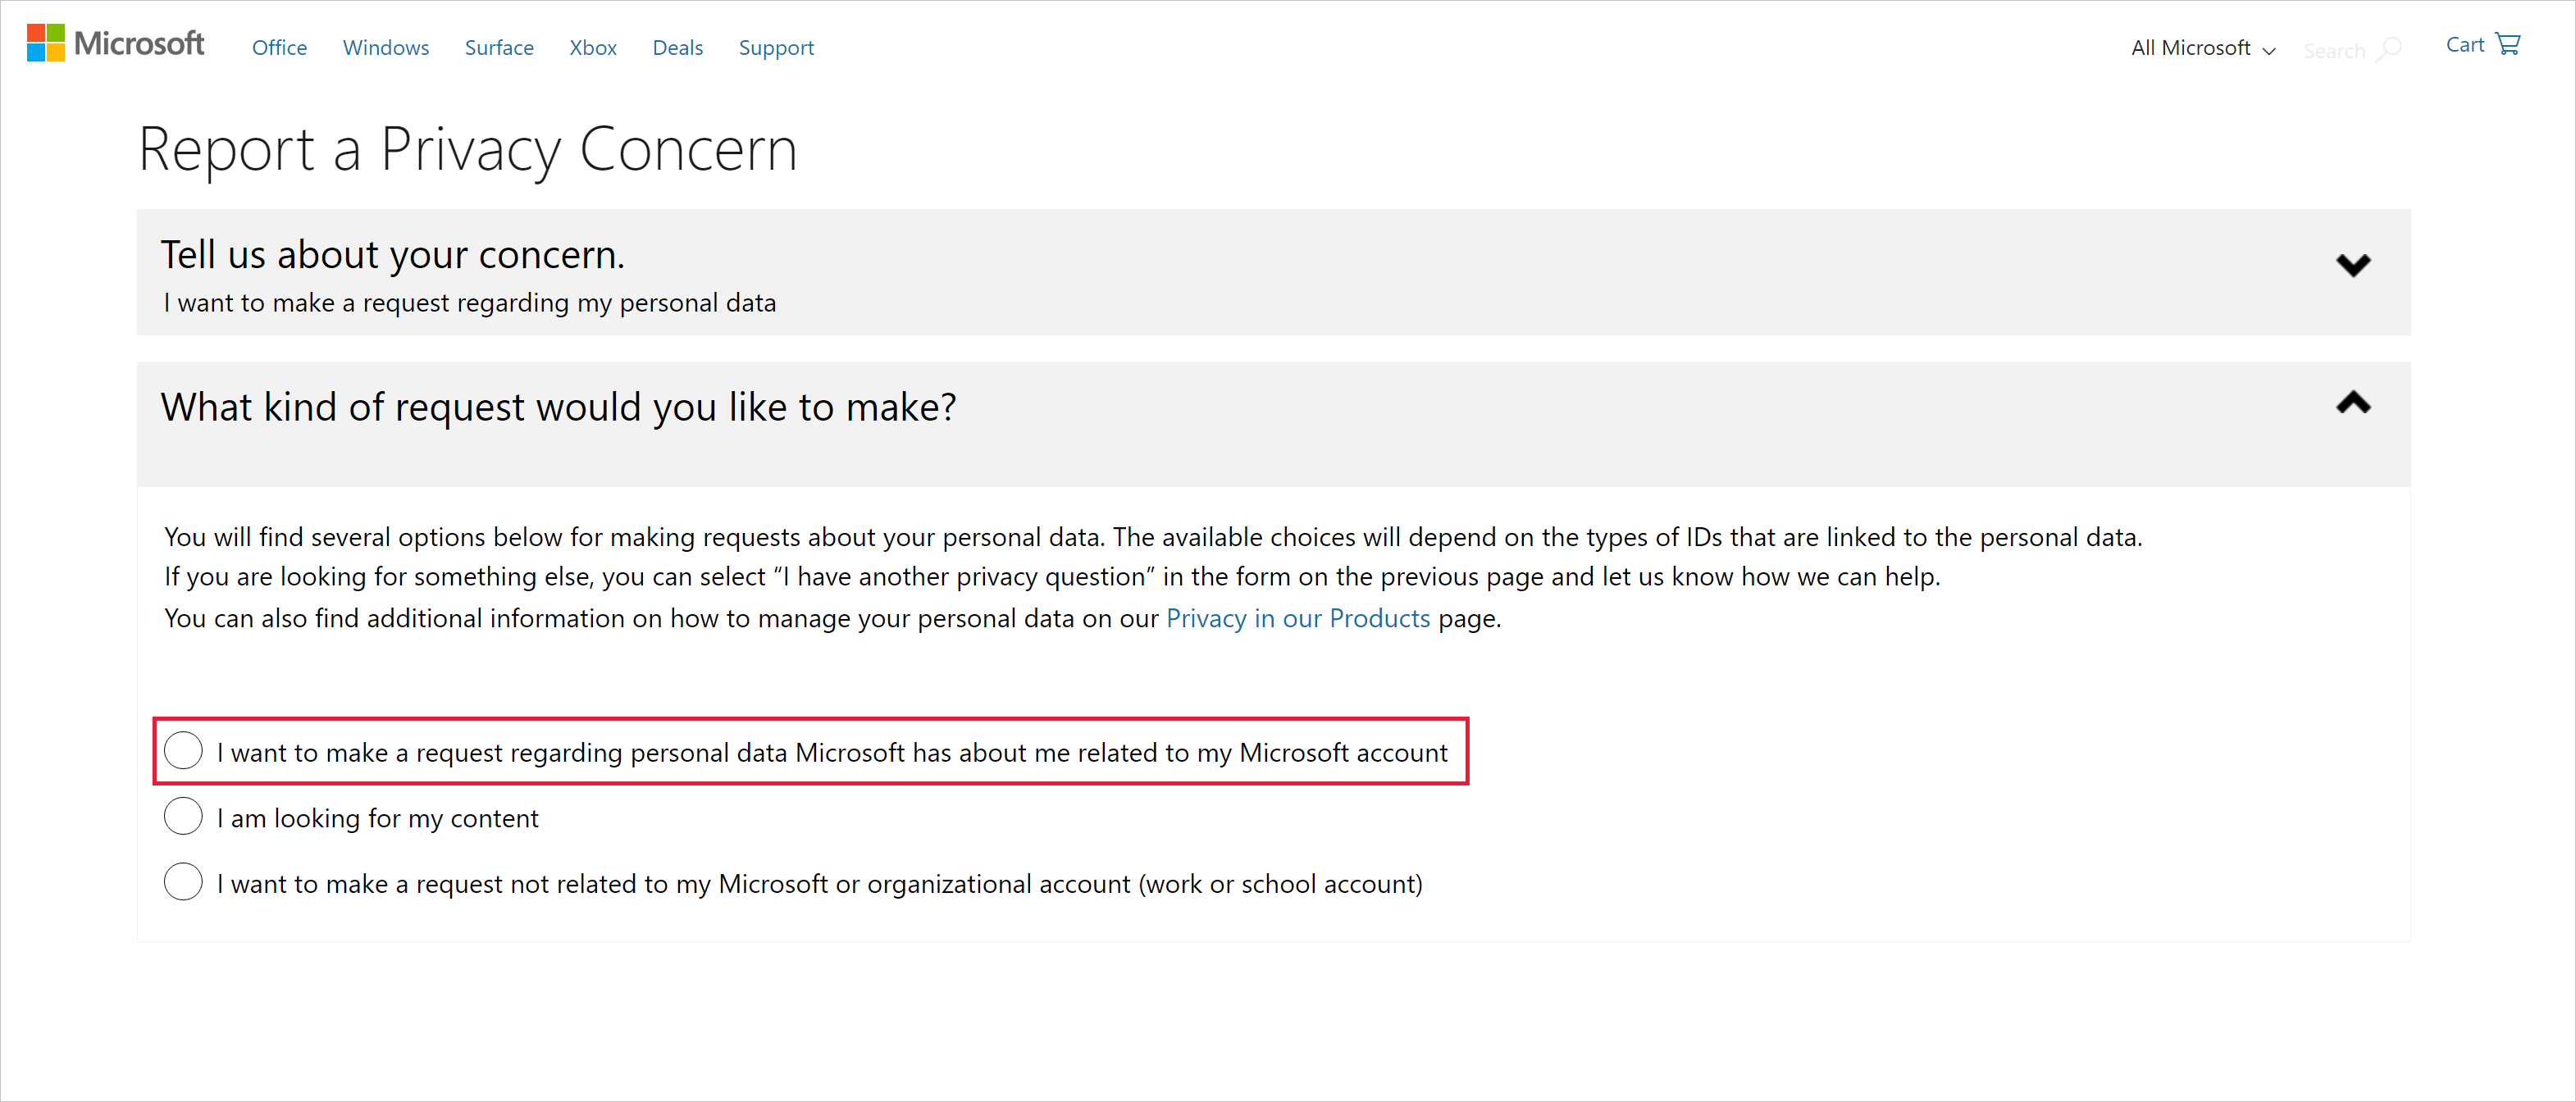 Microsoft Office Windows Surface Xbox Deals Support All Microsoft Search Cart
Report a Privacy Concern
Tell us about your concern.
I want to make a request regarding my personal data
What kind of request would you like to make?
You will find several options below for making requests about your personal data. The available choices will depend on the types of IDs that are linked to the personal data.
If you are looking for something else, you can select “I have another privacy question” in the form on the previous page and let us know how we can help.
You can also find additional information on how to manage your personal data on our Privacy in our Products page.
I want to make a request regarding personal data Microsoft has about me related to my Microsoft account
I am looking for my content
I want to make a request not related to my Microsoft or organizational account (work or school account)